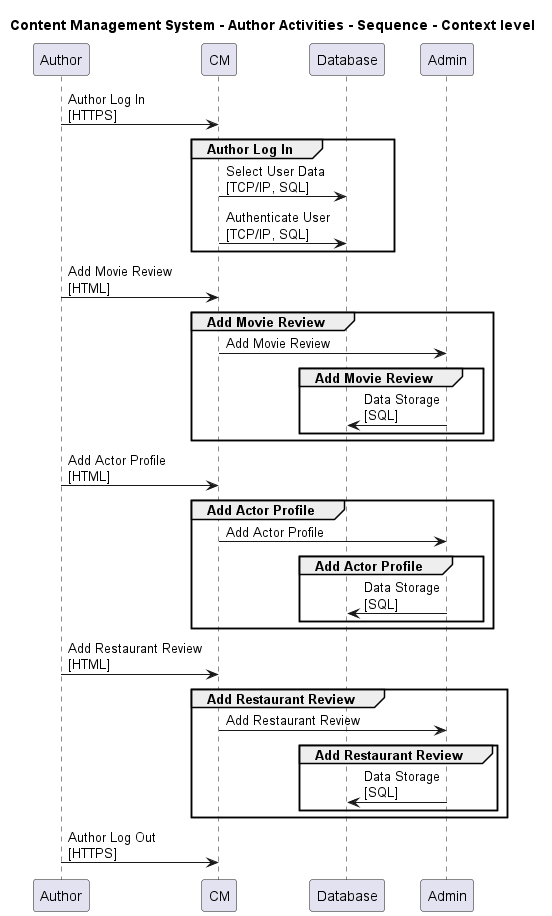 Content Management System - Author Activities - Sequence - Context level
Author CM Database Admin
Author Log In
[HTTPS]
Author Log In
Select User Data
[TCP/IP, SQL]
Authenticate User
[TCP/IP, SQL]
Add Movie Review
[HTML]
Add Movie Review
Add Movie Review
Add Movie Review
Data Storage
[SQL]
Add Actor Profile
[HTML]
Add Actor Profile
Add Actor Profile
Add Actor Profile
Data Storage
[SQL]
Add Restaurant Review
[HTML]
Add Restaurant Review
Add Restaurant Review
Add Restaurant Review
Data Storage
[SQL]
Author Log Out
[HTTPS]
Author CM Database Admin